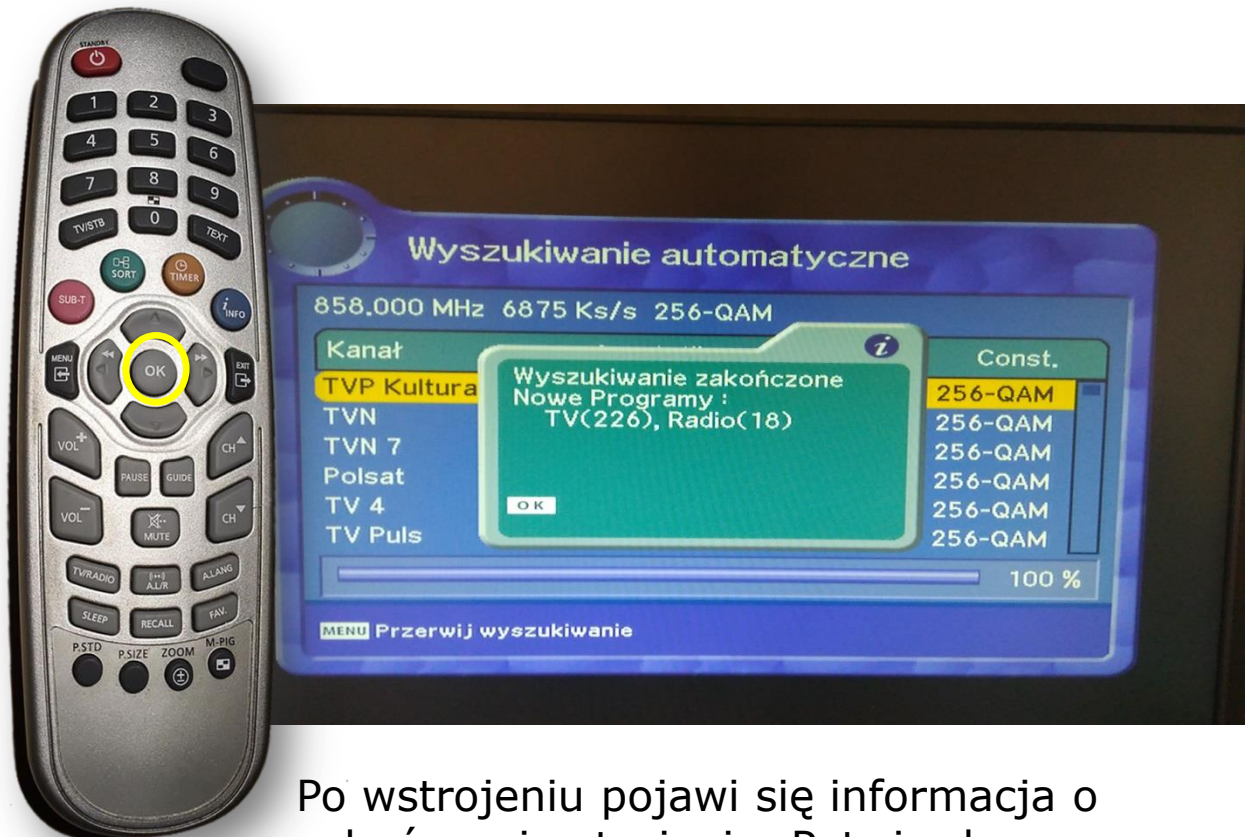 STANDBY
1 2 3
4 5 6
7 8 9
TV/STB 0 TEXT
SORT TIMER
SUB-T i INFO
MENU OK EXIT
VOL + CH
PAUSE GUIDE
VOL - MUTE CH
TV/RADIO A.L/R A.LANG
SLEEP RECALL FAV.
P.STD P.SIZE ZOOM M-PIG
Wyszukiwanie automatyczne
858.000 MHz 6875 Ks/s 256-QAM
Kanał Const.
TVP Kultura 256-QAM
TVN 256-QAM
TVN 7 256-QAM
Polsat 256-QAM
TV 4 256-QAM
TV Puls 256-QAM
i
Wyszukiwanie zakończone
Nowe Programy :
TV(226), Radio(18)
OK
100 %
MENU Przerwij wyszukiwanie
Po wstrojeniu pojawi się informacja o